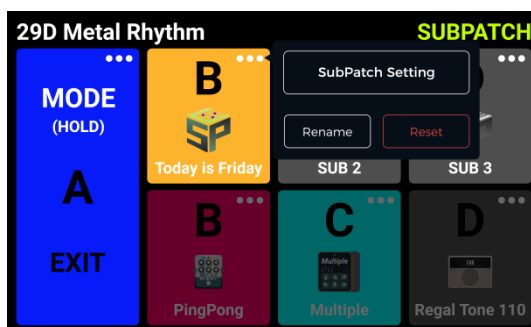 29D Metal Rhythm
SUBPATCH
MODE
(HOLD)
A
EXIT
B
SP
Today is Friday
SubPatch Setting
Rename
Reset
SUB 2
D
SUB 3
B
PingPong
C
Multiple
Multiple
D
CAB
Regal Tone 110